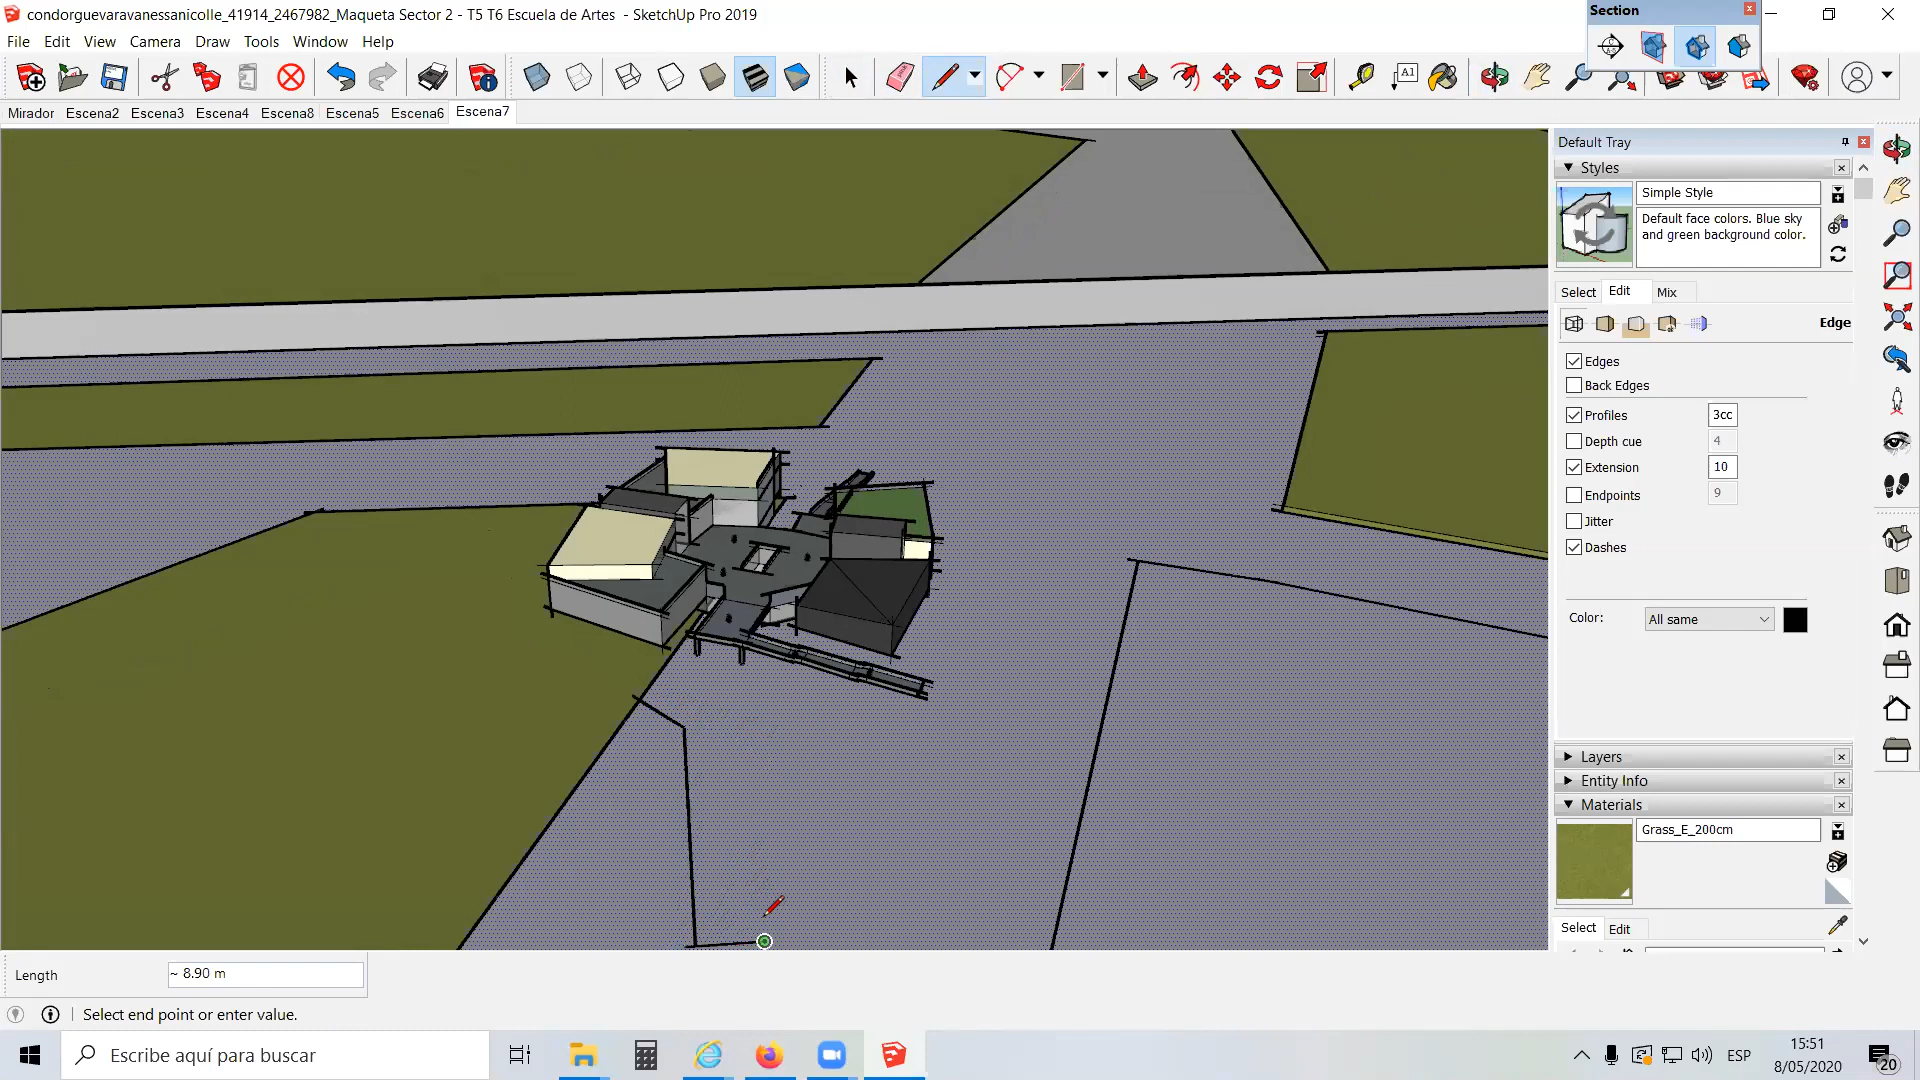 condorguevaravanessanicolle_41914_2467982_Maqueta Sector 2 - T5 T6 Escuela de Artes - SketchUp Pro 2019
Section
File Edit View Camera Draw Tools Window Help
A1
Mirador Escena2 Escena3 Escena4 Escena8 Escena5 Escena6 Escena7
Default Tray
Styles
Simple Style
Default face colors. Blue sky
and green background color.
Select Edit Mix
Edge
Edges
Back Edges
Profiles 3cc
Depth cue 4
Extension 10
Endpoints 9
Jitter
Dashes
Color: All same
Layers
Entity Info
Materials
Grass_E_200cm
Select Edit
Length ~ 8.90 m
Select end point or enter value.
Escribe aquí para buscar
ESP
15:51
8/05/2020
20